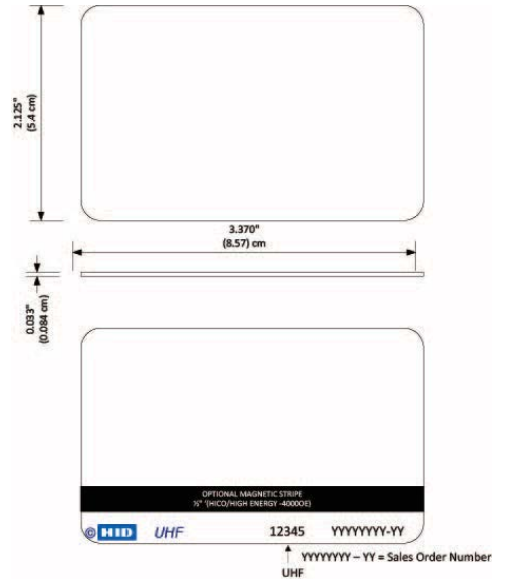 2.125"
(5.4 cm)
3.370"
(8.57) cm
0.033"
(0.084 cm)
OPTIONAL MAGNETIC STRIPE
½" '(HICO/HIGH ENERGY -4000OE)
© HID UHF 12345 YYYYYYYY-YY
YYYYYYYY – YY = Sales Order Number
UHF